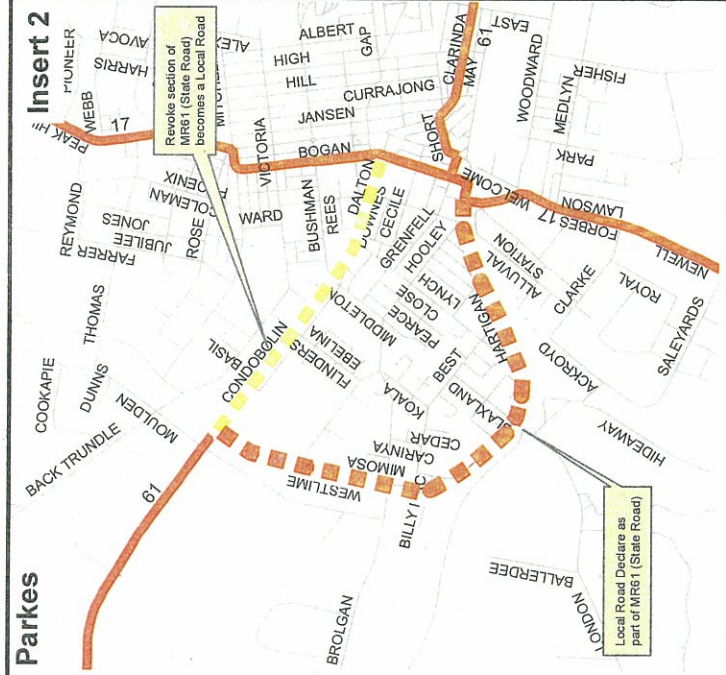 Parkes
Insert 2
PIONEER
AVOCA
WEBB
HARRIS
PEAK HI
17
ALEX
ALBERT
GAP
HIGH
HILL
JANSEN
CURRAJONG
CLARINDA
MAY
61
EAST
WOODWARD
MEDLYN
FISHER
PARK
SHORT
WELCOME
LAWSON
FORBES
17
NEWELL
Revoke section of
MR61 (State Road)
becomes a Local Road
VICTORIA
BOGAN
REYMOND
JONES
JUBILEE
FARRER
COLEMAN
ROSE
WARD
BUSHMAN
REES
DALTON
DOWNES
CECILE
GRENFELL
HOOLEY
LYNCH
CLOSE
PEARCE
MIDDLETON
COOKAPIE
DUNNS
THOMAS
BACK TRUNDLE
MOULDEN
BASIL
CONDOBOLIN
FLINDERS
EBELINA
KOALA
BEST
HARTIGAN
ALLUVIAL
STATION
CLARKE
ROYAL
SALEYARDS
ACKROYD
BLAXLAND
HIDEAWAY
CEDAR
CARINYA
MIMOSA
WESTLIME
61
BILLY
BROLGAN
BALLERDEE
LONDON
Local Road Declare as
part of MR61 (State Road)